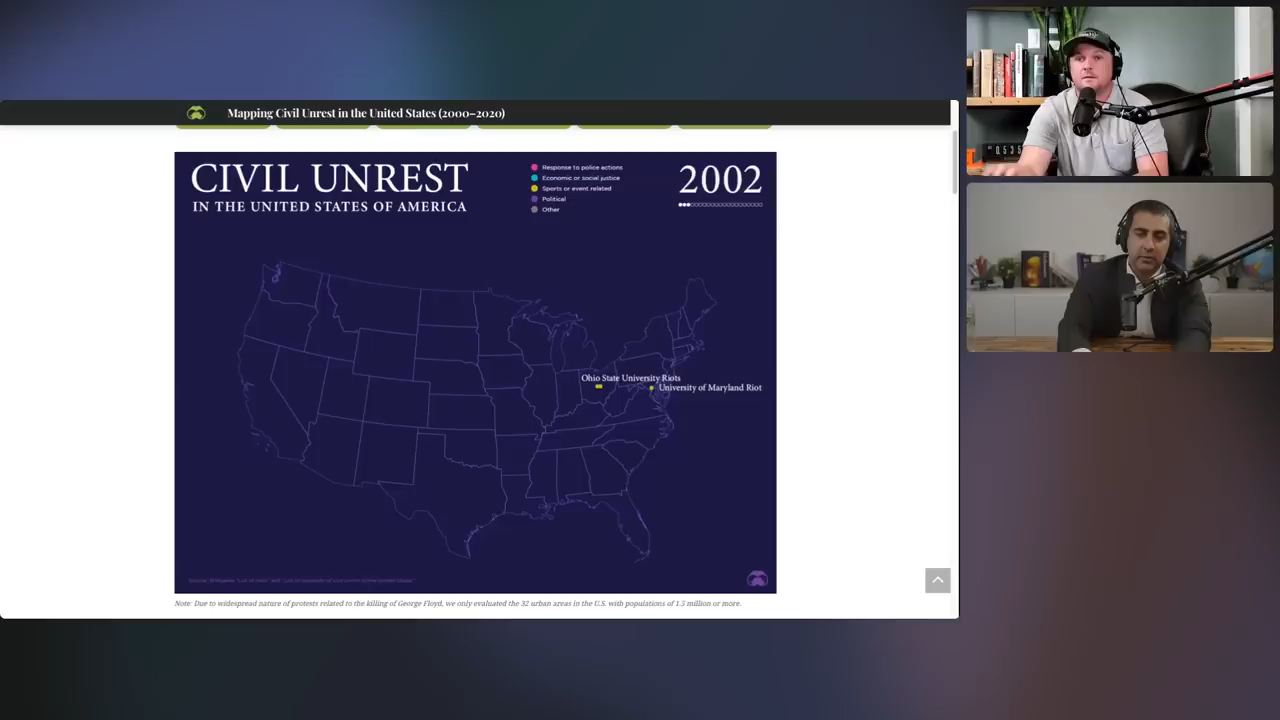 Mapping Civil Unrest in the United States (2000–2020)
CIVIL UNREST
IN THE UNITED STATES OF AMERICA
Response to police actions
Economic or social justice
Sports or event related
Political
Other
2002
Ohio State University Riots
University of Maryland Riot
Note: Due to widespread nature of protests related to the killing of George Floyd, we only evaluated the 32 urban areas in the U.S. with populations of 1.5 million or more.